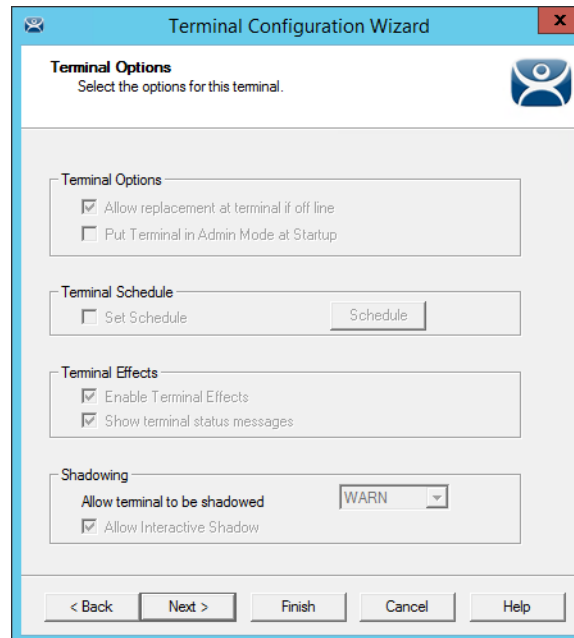 Terminal Configuration Wizard
x
Terminal Options
Select the options for this terminal.
Terminal Options
Allow replacement at terminal if off line
Put Terminal in Admin Mode at Startup
Terminal Schedule
Set Schedule
Schedule
Terminal Effects
Enable Terminal Effects
Show terminal status messages
Shadowing
Allow terminal to be shadowed
WARN
Allow Interactive Shadow
< Back
Next >
Finish
Cancel
Help